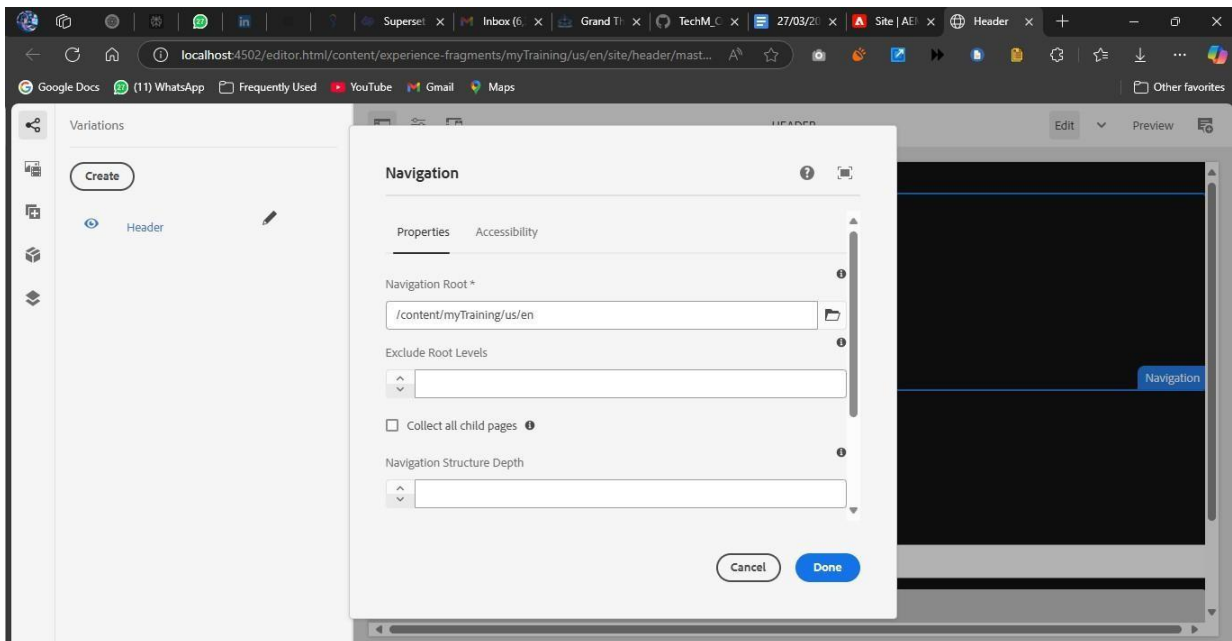 Superset
Inbox (6,
Grand Th
TechM_C
27/03/20
Site | AEM
Header
localhost:4502/editor.html/content/experience-fragments/myTraining/us/en/site/header/mast...
Google Docs
(11) WhatsApp
Frequently Used
YouTube
Gmail
Maps
Other favorites
Variations
HEADER
Edit
Preview
Create
Header
Navigation
Properties
Accessibility
Navigation Root *
/content/myTraining/us/en
Exclude Root Levels
Navigation
Collect all child pages
Navigation Structure Depth
Cancel
Done